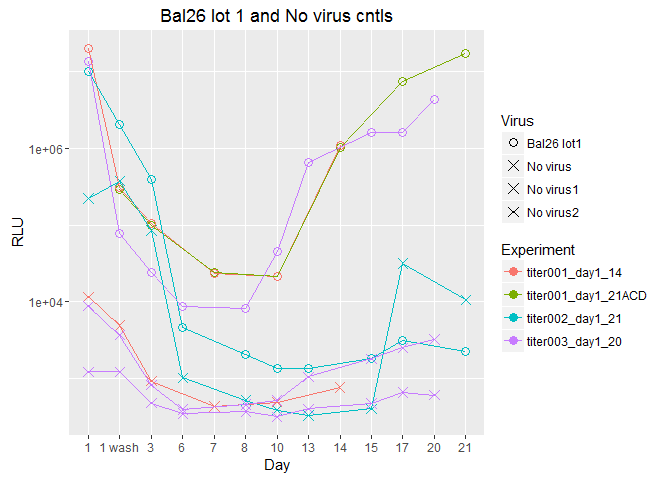 Bal26 lot 1 and No virus cntls
1e+06
1e+04
RLU
1 1 wash 3 6 7 8 10 13 14 15 17 20 21
Day
Virus
Bal26 lot1
No virus
No virus1
No virus2
Experiment
titer001_day1_14
titer001_day1_21ACD
titer002_day1_21
titer003_day1_20